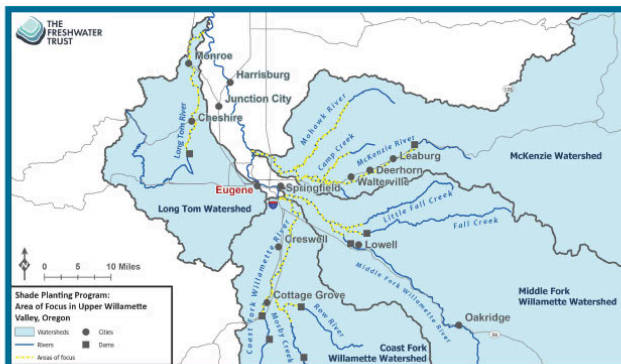 THE
FRESHWATER
TRUST
Monroe
Harrisburg
Junction City
Cheshire
Long Tom River
Mohawk River
Camp Creek
McKenzie River
Leaburg
Deerhorn
Walterville
McKenzie Watershed
Eugene
Springfield
Long Tom Watershed
Little Fall Creek
Fall Creek
Creswell
Lowell
Middle Fork Willamette River
Coast Fork Willamette River
Middle Fork
Willamette Watershed
Oakridge
Cottage Grove
Row River
Mosby Creek
Coast Fork
Willamette Watershed
N
0 5 10 Miles
Shade Planting Program:
Area of Focus in Upper Willamette
Valley, Oregon
Watersheds
Cities
Rivers
Dams
Areas of focus